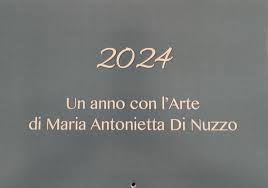 2024
Un anno con l'Arte
di Maria Antonietta Di Nuzzo